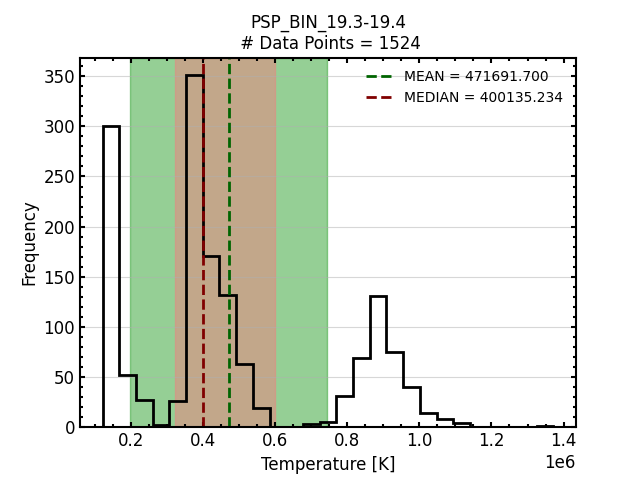 PSP_BIN_19.3-19.4
# Data Points = 1524
MEAN = 471691.700
MEDIAN = 400135.234
Frequency
350
300
250
200
150
100
50
0
0.2 0.4 0.6 0.8 1.0 1.2 1.4
1e6
Temperature [K]